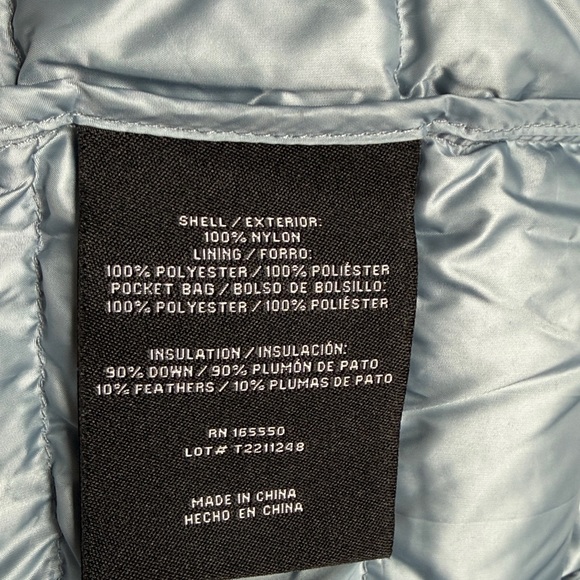 SHELL / EXTERIOR:
100% NYLON
LINING / FORRO:
100% POLYESTER / 100% POLIÉSTER
POCKET BAG / BOLSO DE BOLSILLO:
100% POLYESTER / 100% POLIÉSTER
INSULATION / INSULACIÓN:
90% DOWN / 90% PLUMÓN DE PATO
10% FEATHERS / 10% PLUMAS DE PATO
RN 165550
LOT# T2211248
MADE IN CHINA
HECHO EN CHINA